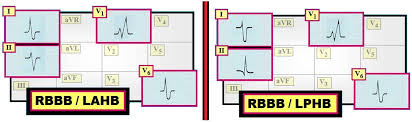 I aVR V1 V4
II aVL V2
III aVF V3 V6
RBBB / LAHB
I aVR V1 V4
II aVL V2 V5
III aVF V3 V6
RBBB / LPHB